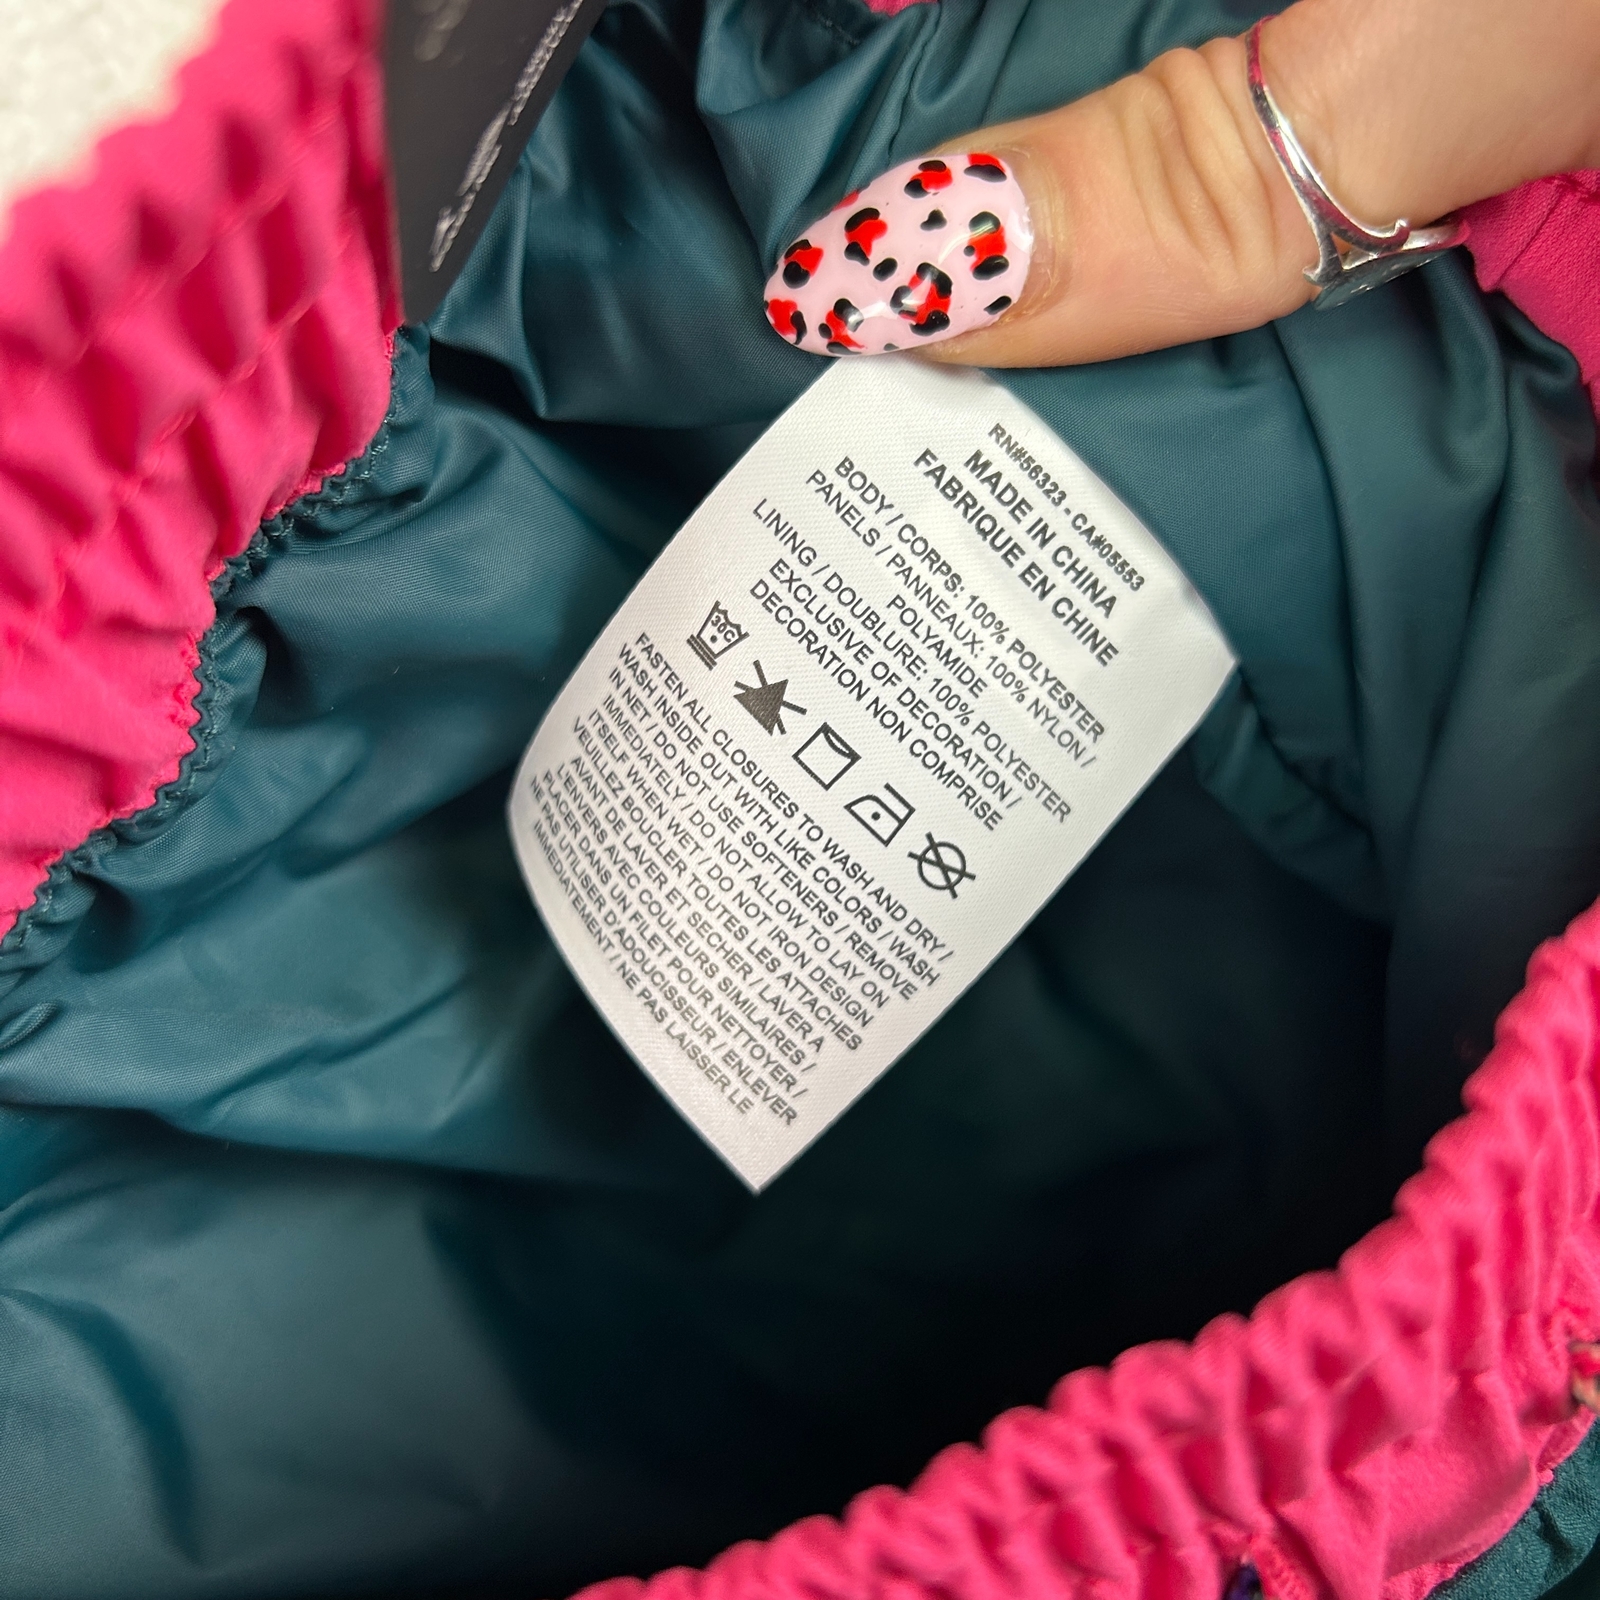 RN#56323 - CA#05553
MADE IN CHINA
FABRIQUE EN CHINE
BODY / CORPS: 100% POLYESTER
PANELS / PANNEAUX: 100% NYLON /
POLYAMIDE
LINING / DOUBLURE: 100% POLYESTER
EXCLUSIVE OF DECORATION /
DECORATION NON COMPRISE
30C
FASTEN ALL CLOSURES TO WASH AND DRY /
WASH INSIDE OUT WITH LIKE COLORS / WASH
IN NET / DO NOT USE SOFTENERS / REMOVE
IMMEDIATELY / DO NOT ALLOW TO LAY ON
ITSELF WHEN WET / DO NOT IRON DESIGN
VEUILLEZ BOUCLER TOUTES LES ATTACHES
AVANT DE LAVER ET SECHER / LAVER A
L'ENVERS AVEC COULEURS SIMILAIRES /
PLACER DANS UN FILET POUR NETTOYER /
NE PAS UTILISER D'ADOUCISSEUR / ENLEVER
IMMEDIATEMENT / NE PAS LAISSER LE